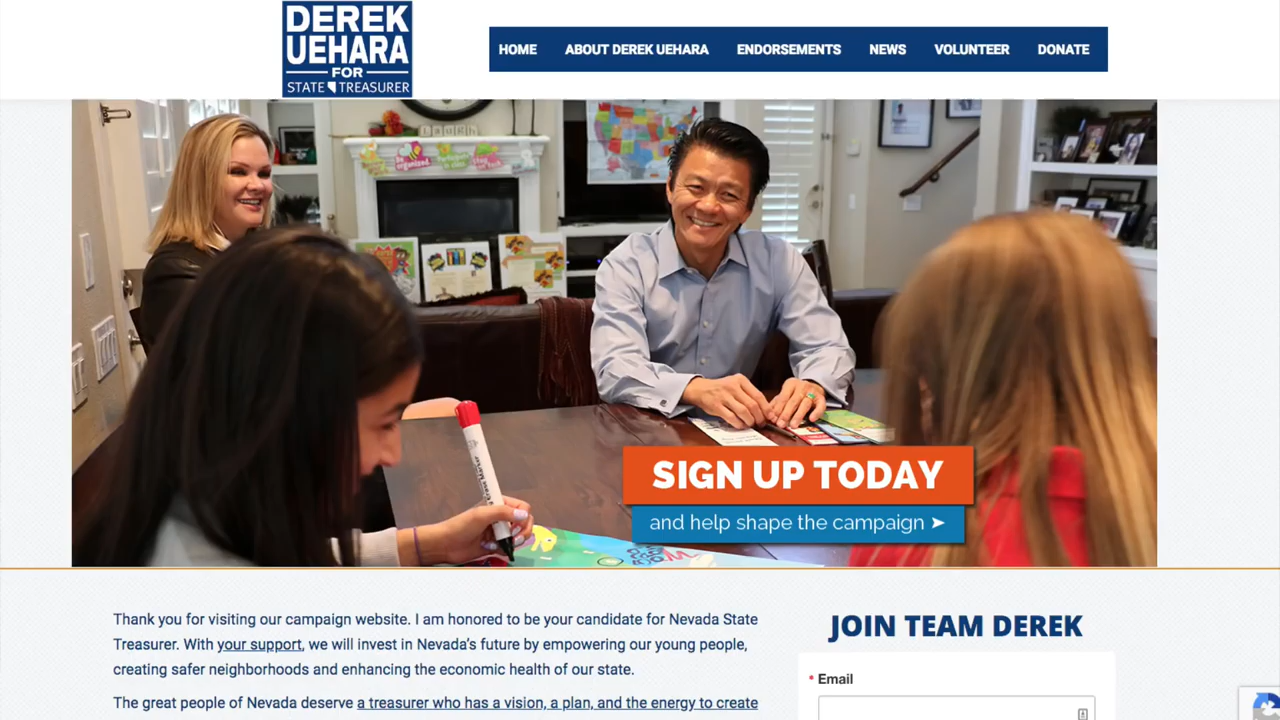 DEREK
UEHARA
FOR
STATE TREASURER
HOME
ABOUT DEREK UEHARA
ENDORSEMENTS
NEWS
VOLUNTEER
DONATE
laugh
SIGN UP TODAY
and help shape the campaign ➤
Thank you for visiting our campaign website. I am honored to be your candidate for Nevada State
Treasurer. With your support, we will invest in Nevada's future by empowering our young people,
creating safer neighborhoods and enhancing the economic health of our state.
The great people of Nevada deserve a treasurer who has a vision, a plan, and the energy to create
JOIN TEAM DEREK
* Email